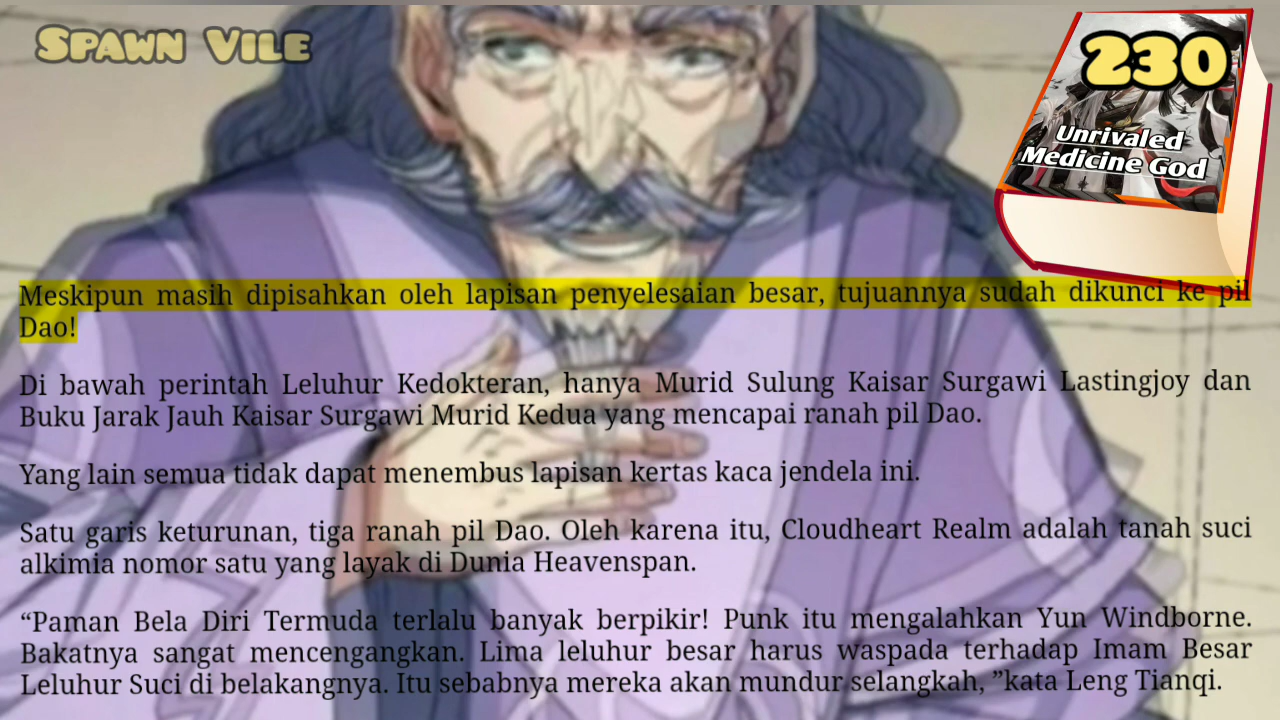 Spawn Vile
230
Unrivaled
Medicine God
Meskipun masih dipisahkan oleh lapisan penyelesaian besar, tujuannya sudah dikunci ke pil
Dao!
Di bawah perintah Leluhur Kedokteran, hanya Murid Sulung Kaisar Surgawi Lastingjoy dan
Buku Jarak Jauh Kaisar Surgawi Murid Kedua yang mencapai ranah pil Dao.
Yang lain semua tidak dapat menembus lapisan kertas kaca jendela ini.
Satu garis keturunan, tiga ranah pil Dao. Oleh karena itu, Cloudheart Realm adalah tanah suci
alkimia nomor satu yang layak di Dunia Heavenspan.
“Paman Bela Diri Termuda terlalu banyak berpikir! Punk itu mengalahkan Yun Windborne.
Bakatnya sangat mencengangkan. Lima leluhur besar harus waspada terhadap Imam Besar
Leluhur Suci di belakangnya. Itu sebabnya mereka akan mundur selangkah, ”kata Leng Tianqi.